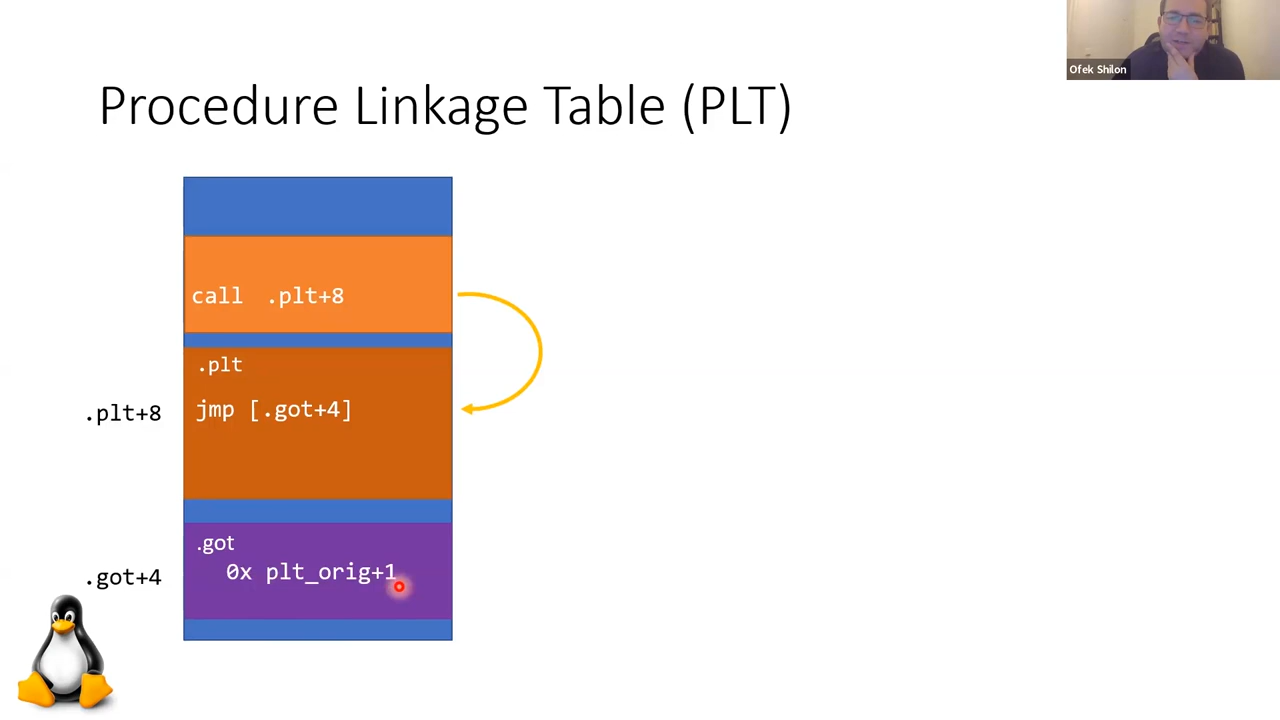 Ofek Shilon
Procedure Linkage Table (PLT)
call .plt+8
.plt
.plt+8
jmp [.got+4]
.got
.got+4
0x plt_orig+1